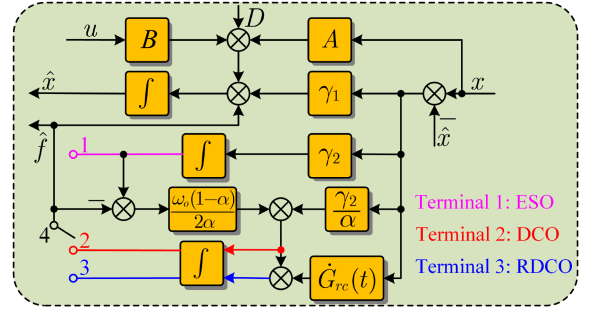 D
u
B
A
x̂
∫
γ₁
x
−
x̂
f̂
1
∫
γ₂
−
ω₀(1−α)
2α
γ₂
α
Terminal 1: ESO
4
2
∫
Terminal 2: DCO
3
Ġ_rc(t)
Terminal 3: RDCO